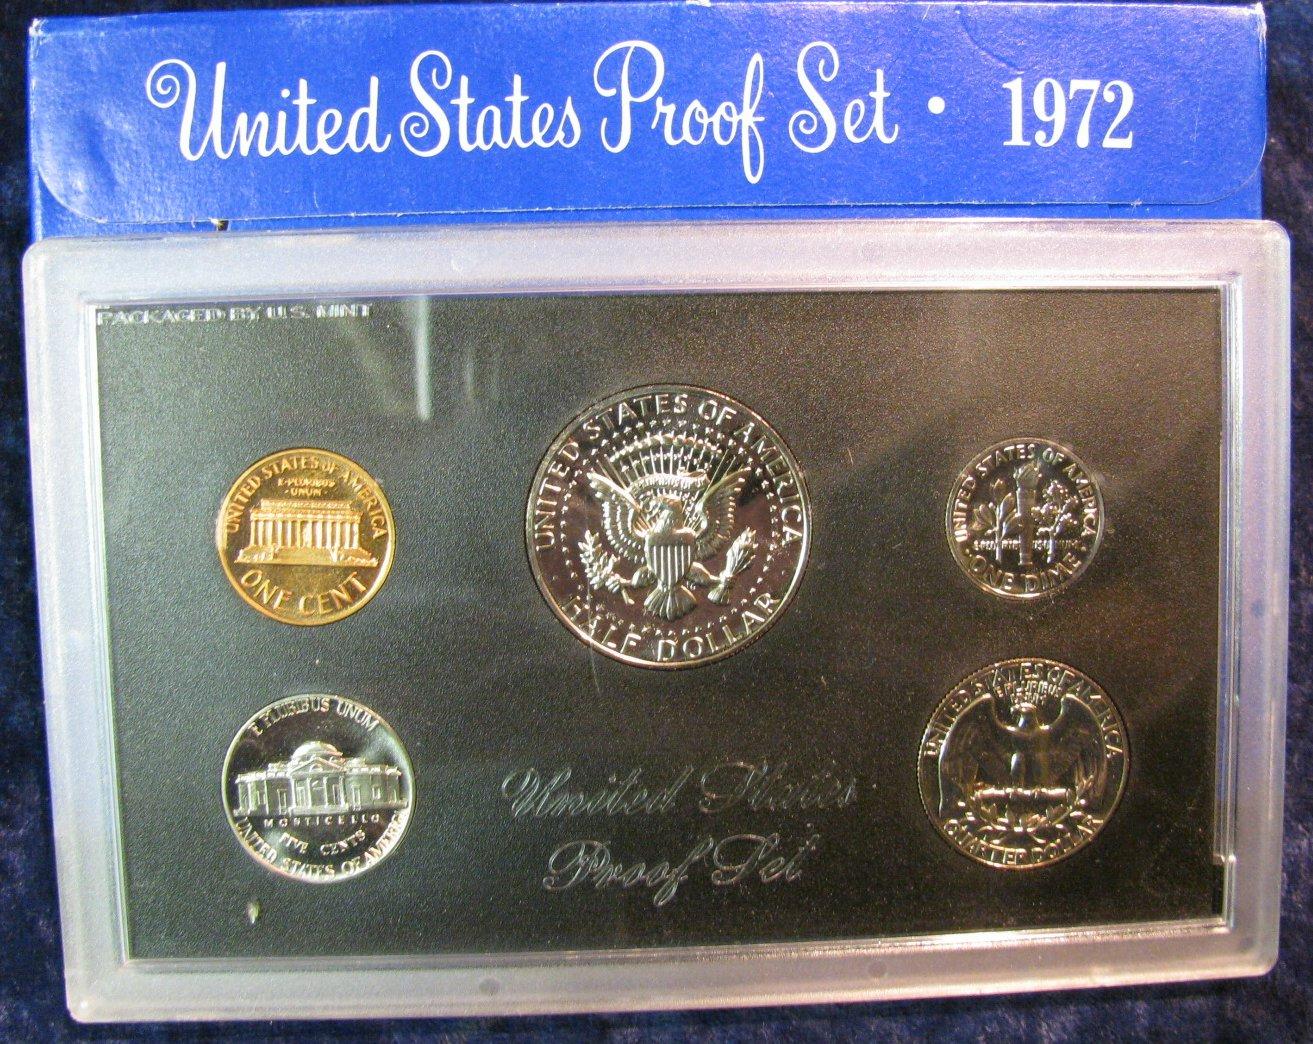 United States Proof Set · 1972
PACKAGED BY U.S. MINT
UNITED STATES OF AMERICA
E·PLURIBUS
·UNUM·
ONE CENT
UNITED STATES OF AMERICA
HALF DOLLAR
UNITED STATES OF AMERICA
· ONE DIME ·
E PLURIBUS UNUM
MONTICELLO
FIVE CENTS
UNITED STATES OF AMERICA
United States
Proof Set
UNITED STATES OF AMERICA
E PLURIBUS
UNUM
QUARTER DOLLAR